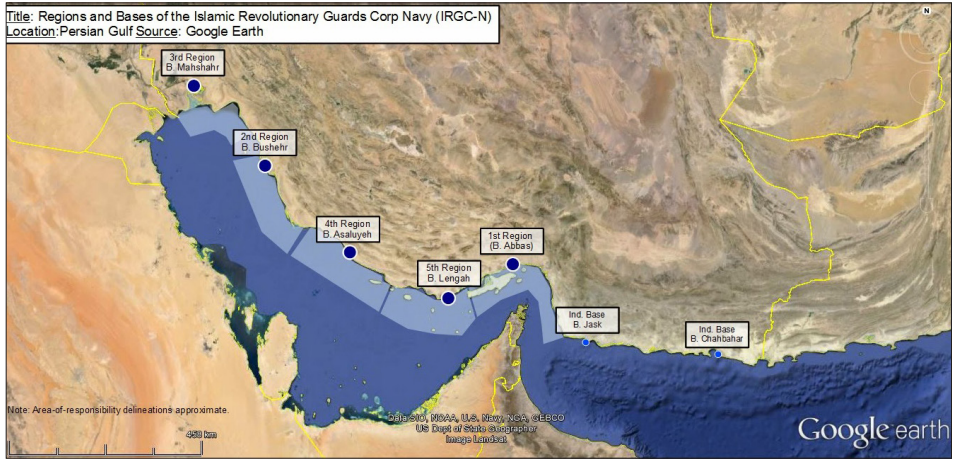 Title: Regions and Bases of the Islamic Revolutionary Guards Corp Navy (IRGC-N)
Location:Persian Gulf Source: Google Earth
N
3rd Region
B. Mahshahr
2nd Region
B. Bushehr
4th Region
B. Asaluyeh
1st Region
(B. Abbas)
5th Region
B. Lengah
Ind. Base
B. Jask
Ind. Base
B. Chahbahar
Note: Area-of-responsibility delineations approximate.
Data SIO, NOAA, U.S. Navy, NGA, GEBCO
US Dept of State Geographer
Image Landsat
458 km
Google earth